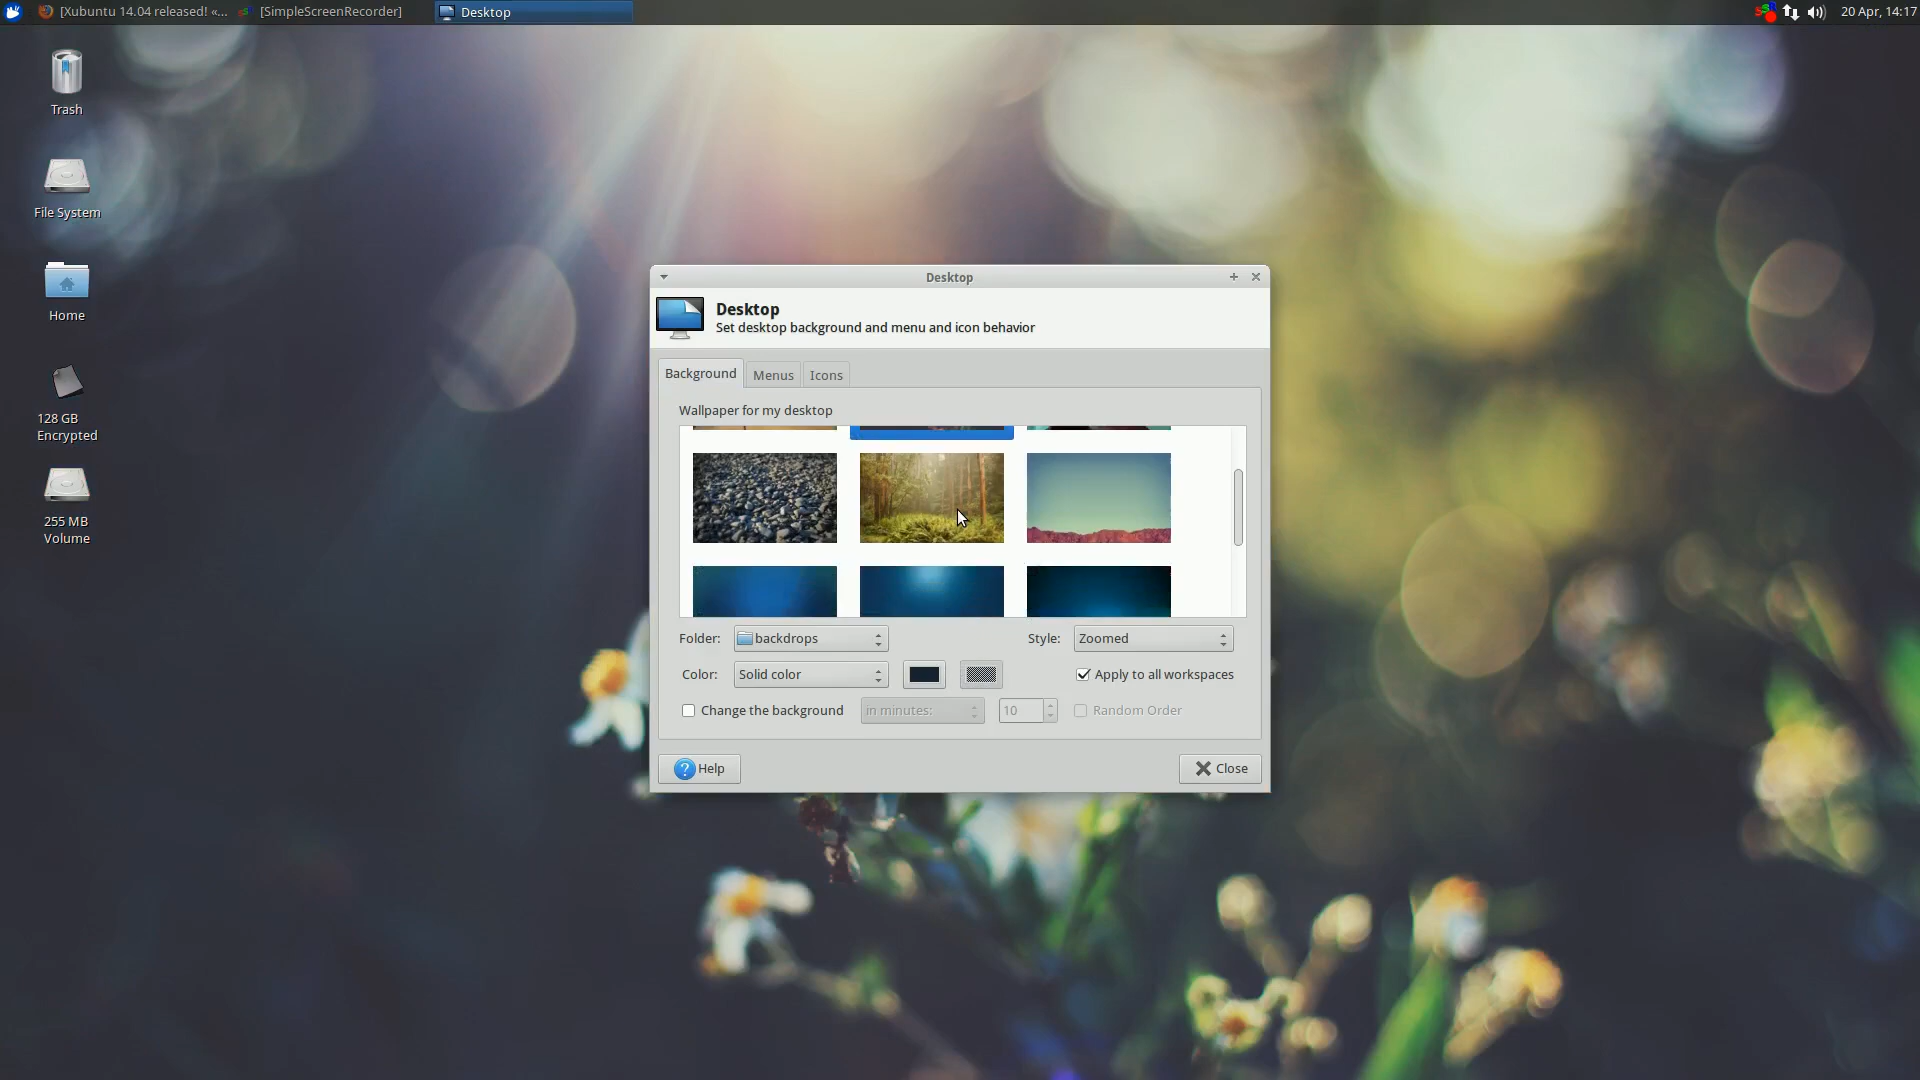 [Xubuntu 14.04 released! «...
[SimpleScreenRecorder]
Desktop
20 Apr, 14:17
Trash
File System
Home
128 GB
Encrypted
255 MB
Volume
Desktop
Desktop
Set desktop background and menu and icon behavior
Background
Menus
Icons
Wallpaper for my desktop
Folder:
backdrops
Style:
Zoomed
Color:
Solid color
Apply to all workspaces
Change the background
in minutes:
10
Random Order
? Help
Close